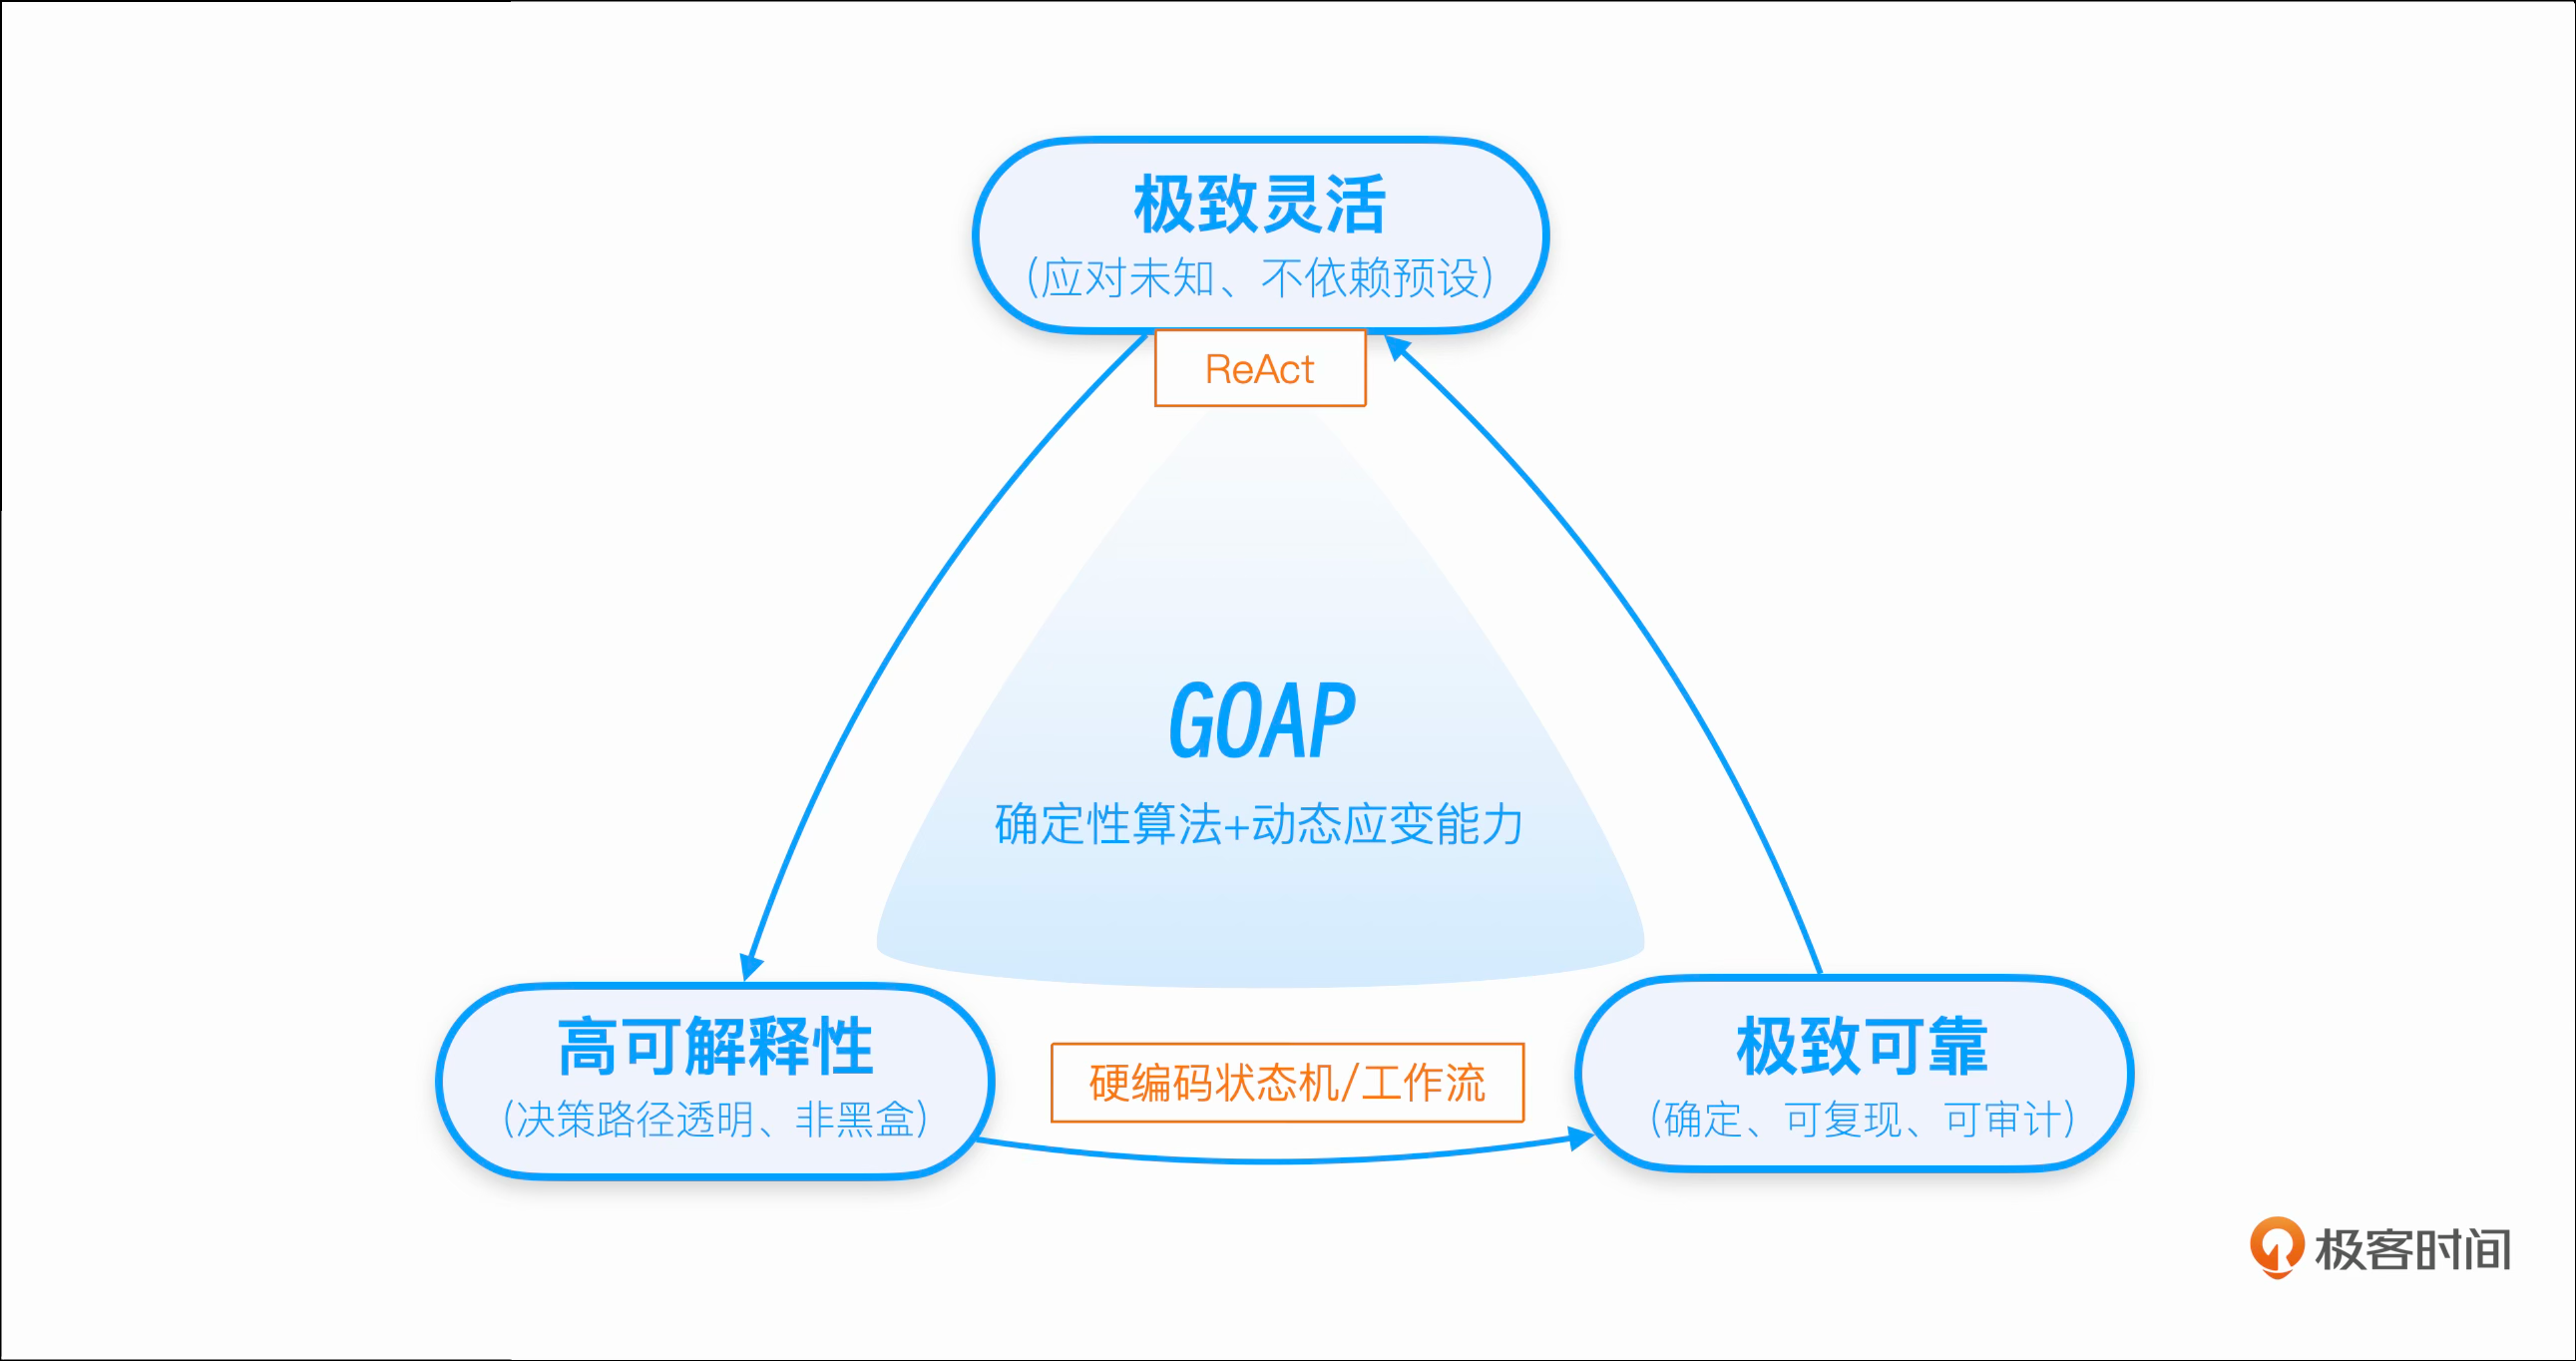 极致灵活
(应对未知、不依赖预设)
ReAct
GOAP
确定性算法+动态应变能力
高可解释性
(决策路径透明、非黑盒)
硬编码状态机/工作流
极致可靠
(确定、可复现、可审计)
极客时间